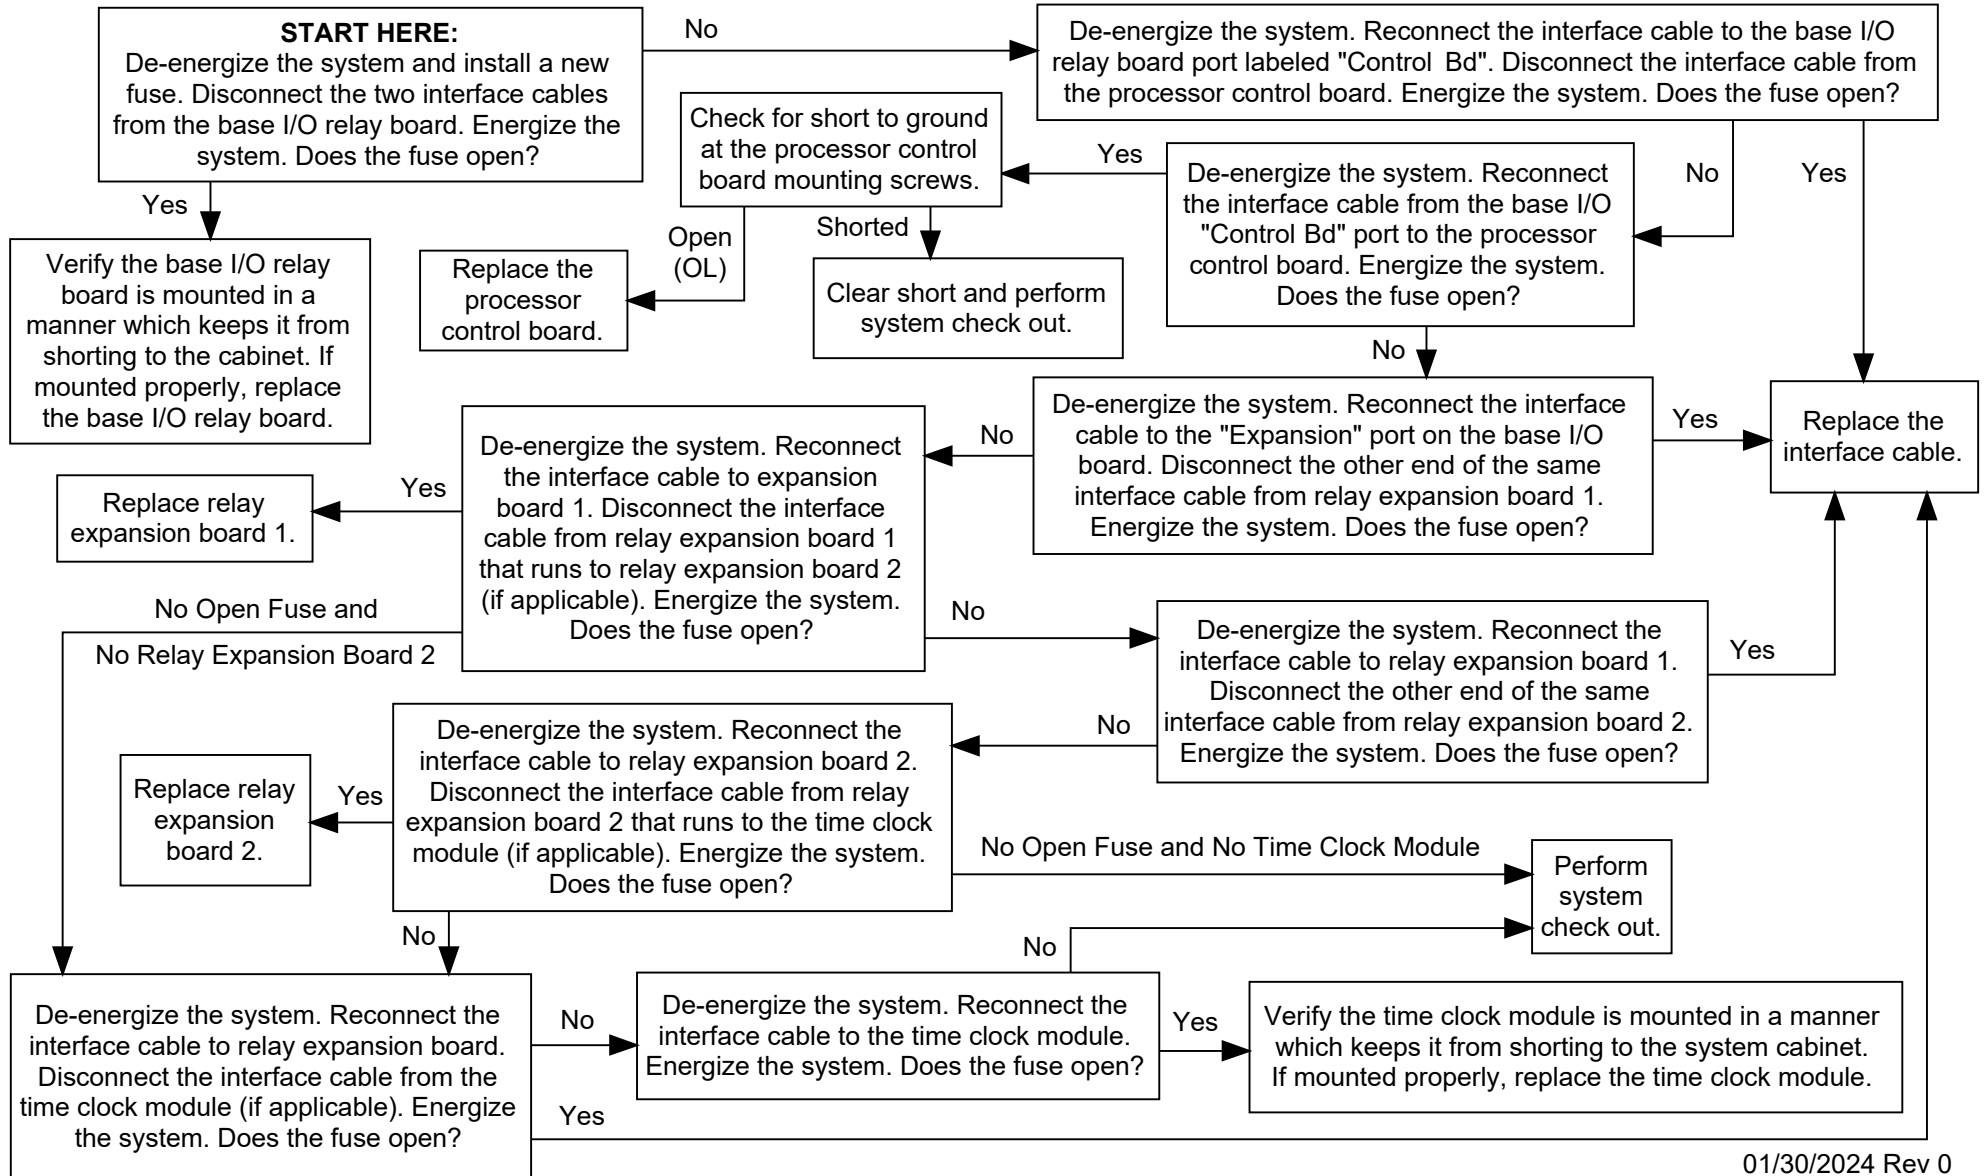 START HERE:
De-energize the system and install a new
fuse. Disconnect the two interface cables
from the base I/O relay board. Energize the
system. Does the fuse open?
No
De-energize the system. Reconnect the interface cable to the base I/O
relay board port labeled "Control Bd". Disconnect the interface cable from
the processor control board. Energize the system. Does the fuse open?
Yes
Verify the base I/O relay
board is mounted in a
manner which keeps it from
shorting to the cabinet. If
mounted properly, replace
the base I/O relay board.
Check for short to ground
at the processor control
board mounting screws.
Yes
De-energize the system. Reconnect
the interface cable from the base I/O
"Control Bd" port to the processor
control board. Energize the system.
Does the fuse open?
No
Yes
Open
(OL)
Shorted
Replace the
processor
control board.
Clear short and perform
system check out.
No
De-energize the system. Reconnect the interface
cable to the "Expansion" port on the base I/O
board. Disconnect the other end of the same
interface cable from relay expansion board 1.
Energize the system. Does the fuse open?
Yes
Replace the
interface cable.
No
De-energize the system. Reconnect
the interface cable to expansion
board 1. Disconnect the interface
cable from relay expansion board 1
that runs to relay expansion board 2
(if applicable). Energize the system.
Does the fuse open?
Yes
Replace relay
expansion board 1.
No Open Fuse and
No Relay Expansion Board 2
No
De-energize the system. Reconnect the
interface cable to relay expansion board 1.
Disconnect the other end of the same
interface cable from relay expansion board 2.
Energize the system. Does the fuse open?
Yes
No
De-energize the system. Reconnect the
interface cable to relay expansion board 2.
Disconnect the interface cable from relay
expansion board 2 that runs to the time clock
module (if applicable). Energize the system.
Does the fuse open?
Yes
Replace relay
expansion
board 2.
No Open Fuse and No Time Clock Module
Perform
system
check out.
No
De-energize the system. Reconnect the
interface cable to relay expansion board.
Disconnect the interface cable from the
time clock module (if applicable). Energize
the system. Does the fuse open?
No
De-energize the system. Reconnect the
interface cable to the time clock module.
Energize the system. Does the fuse open?
No
Yes
Verify the time clock module is mounted in a manner
which keeps it from shorting to the system cabinet.
If mounted properly, replace the time clock module.
Yes
01/30/2024 Rev 0